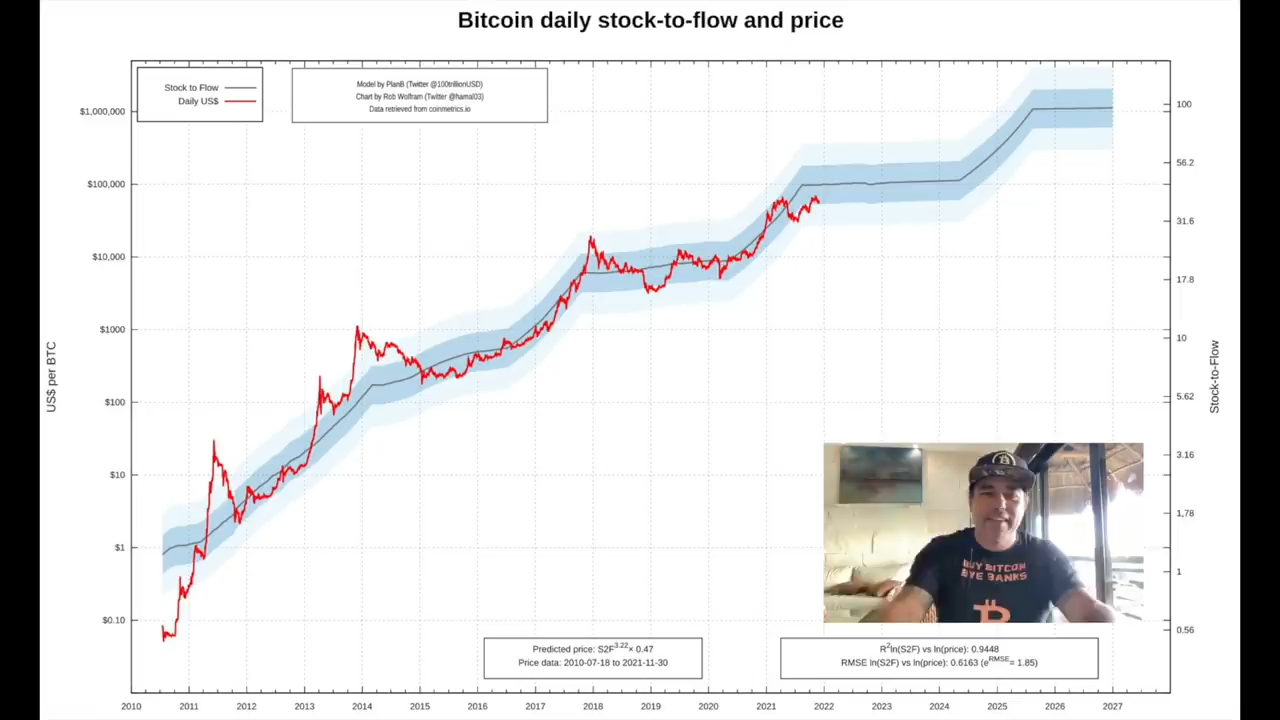 Bitcoin daily stock-to-flow and price
Stock to Flow
Daily US$
Model by PlanB (Twitter @100trillionUSD)
Chart by Rob Wolfram (Twitter @hamal03)
Data retrieved from coinmetrics.io
$1,000,000
$100,000
$10,000
$1000
$100
$10
$1
$0.10
US$ per BTC
100
56.2
31.6
17.8
10
5.62
3.16
1.78
1
0.56
Stock-to-Flow
BUY BITCOIN
BYE BANKS
Predicted price: S2F^3.22 × 0.47
Price data: 2010-07-18 to 2021-11-30
R²ln(S2F) vs ln(price): 0.9448
RMSE ln(S2F) vs ln(price): 0.6163 (e^RMSE = 1.85)
2010 2011 2012 2013 2014 2015 2016 2017 2018 2019 2020 2021 2022 2023 2024 2025 2026 2027